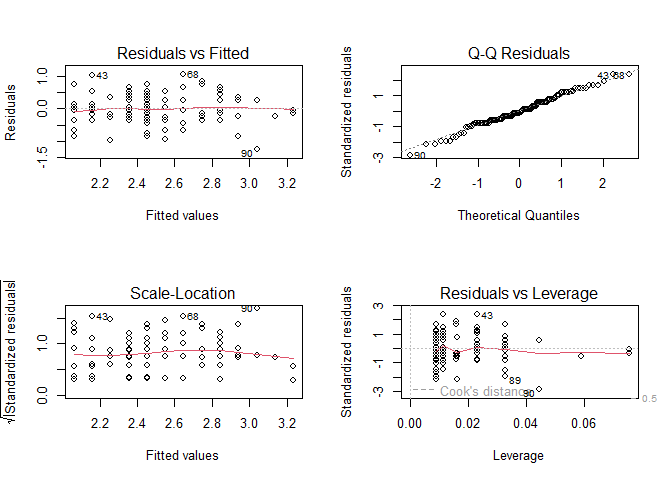 Residuals vs Fitted
Residuals
-1.5 0.0 1.0
43
68
90
2.2 2.4 2.6 2.8 3.0 3.2
Fitted values
Q-Q Residuals
Standardized residuals
-3 -1 1
43 68
90
-2 -1 0 1 2
Theoretical Quantiles
Scale-Location
√|Standardized residuals|
0.0 1.0
43
68
90
2.2 2.4 2.6 2.8 3.0 3.2
Fitted values
Residuals vs Leverage
Standardized residuals
-3 -1 1 3
43
89
90
Cook's distance
0.5
0.00 0.02 0.04 0.06
Leverage